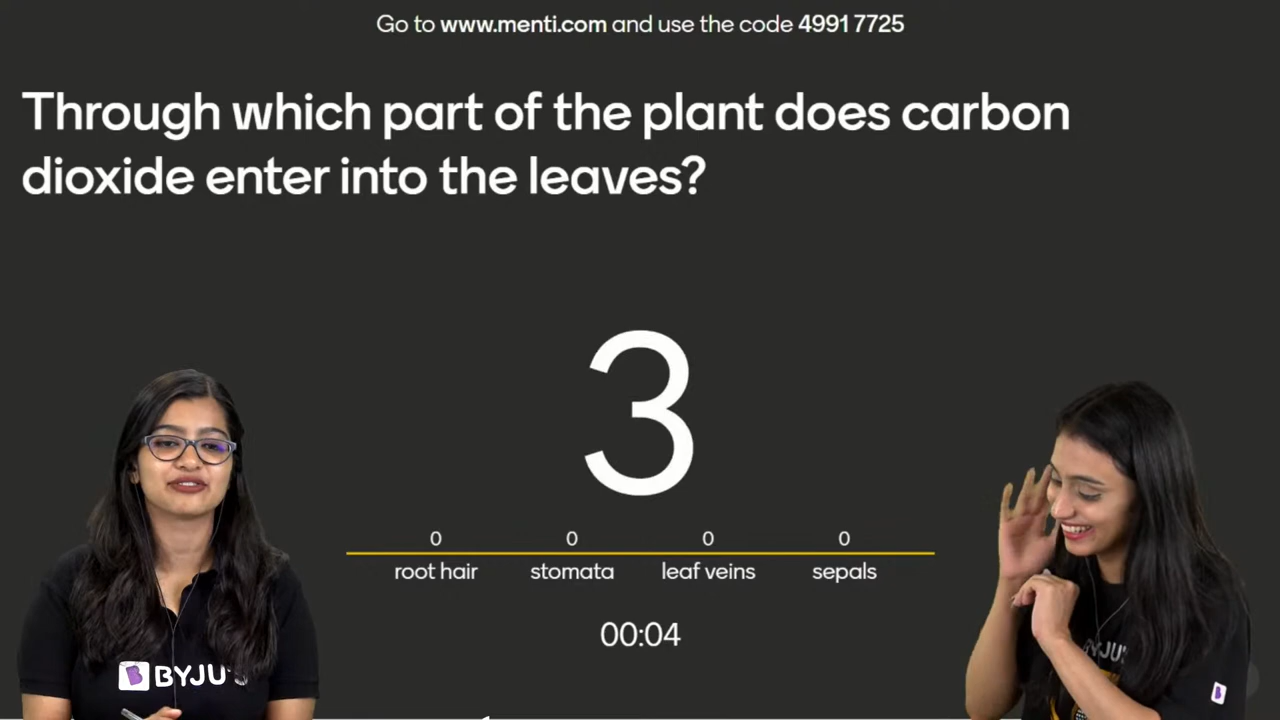 Go to www.menti.com and use the code 4991 7725
Through which part of the plant does carbon
dioxide enter into the leaves?
3
0 0 0 0
root hair stomata leaf veins sepals
00:04
BYJU'S
BYJU'